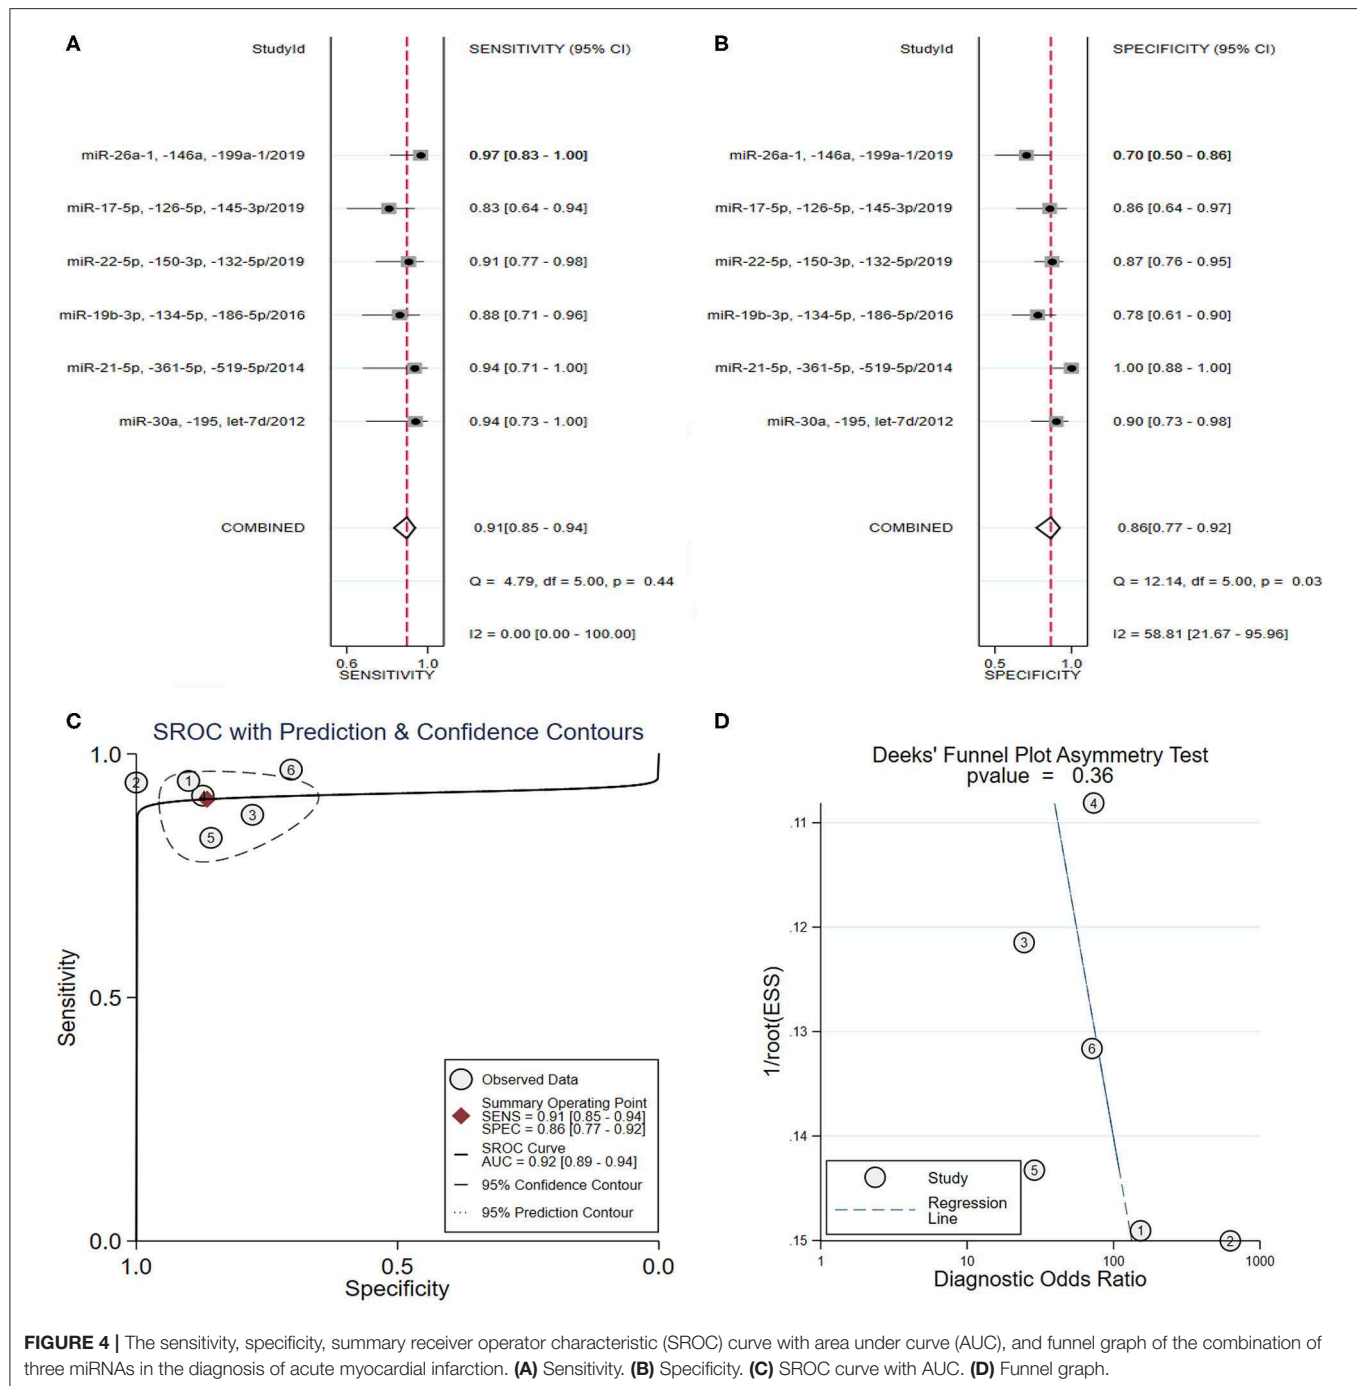 A
StudyId
SENSITIVITY (95% CI)
miR-26a-1, -146a, -199a-1/2019
0.97 [0.83 - 1.00]
miR-17-5p, -126-5p, -145-3p/2019
0.83 [0.64 - 0.94]
miR-22-5p, -150-3p, -132-5p/2019
0.91 [0.77 - 0.98]
miR-19b-3p, -134-5p, -186-5p/2016
0.88 [0.71 - 0.96]
miR-21-5p, -361-5p, -519-5p/2014
0.94 [0.71 - 1.00]
miR-30a, -195, let-7d/2012
0.94 [0.73 - 1.00]
COMBINED
0.91[0.85 - 0.94]
Q = 4.79, df = 5.00, p = 0.44
I2 = 0.00 [0.00 - 100.00]
0.6
1.0
SENSITIVITY
B
StudyId
SPECIFICITY (95% CI)
miR-26a-1, -146a, -199a-1/2019
0.70 [0.50 - 0.86]
miR-17-5p, -126-5p, -145-3p/2019
0.86 [0.64 - 0.97]
miR-22-5p, -150-3p, -132-5p/2019
0.87 [0.76 - 0.95]
miR-19b-3p, -134-5p, -186-5p/2016
0.78 [0.61 - 0.90]
miR-21-5p, -361-5p, -519-5p/2014
1.00 [0.88 - 1.00]
miR-30a, -195, let-7d/2012
0.90 [0.73 - 0.98]
COMBINED
0.86[0.77 - 0.92]
Q = 12.14, df = 5.00, p = 0.03
I2 = 58.81 [21.67 - 95.96]
0.5
1.0
SPECIFICITY
C
SROC with Prediction & Confidence Contours
1.0
0.5
0.0
Sensitivity
2
1
6
3
5
Observed Data
Summary Operating Point
SENS = 0.91 [0.85 - 0.94]
SPEC = 0.86 [0.77 - 0.92]
SROC Curve
AUC = 0.92 [0.89 - 0.94]
95% Confidence Contour
95% Prediction Contour
1.0
0.5
0.0
Specificity
D
Deeks' Funnel Plot Asymmetry Test
pvalue = 0.36
.11
.12
.13
.14
.15
1/root(ESS)
4
3
6
5
1
2
Study
Regression
Line
1
10
100
1000
Diagnostic Odds Ratio
FIGURE 4 | The sensitivity, specificity, summary receiver operator characteristic (SROC) curve with area under curve (AUC), and funnel graph of the combination of
three miRNAs in the diagnosis of acute myocardial infarction. (A) Sensitivity. (B) Specificity. (C) SROC curve with AUC. (D) Funnel graph.